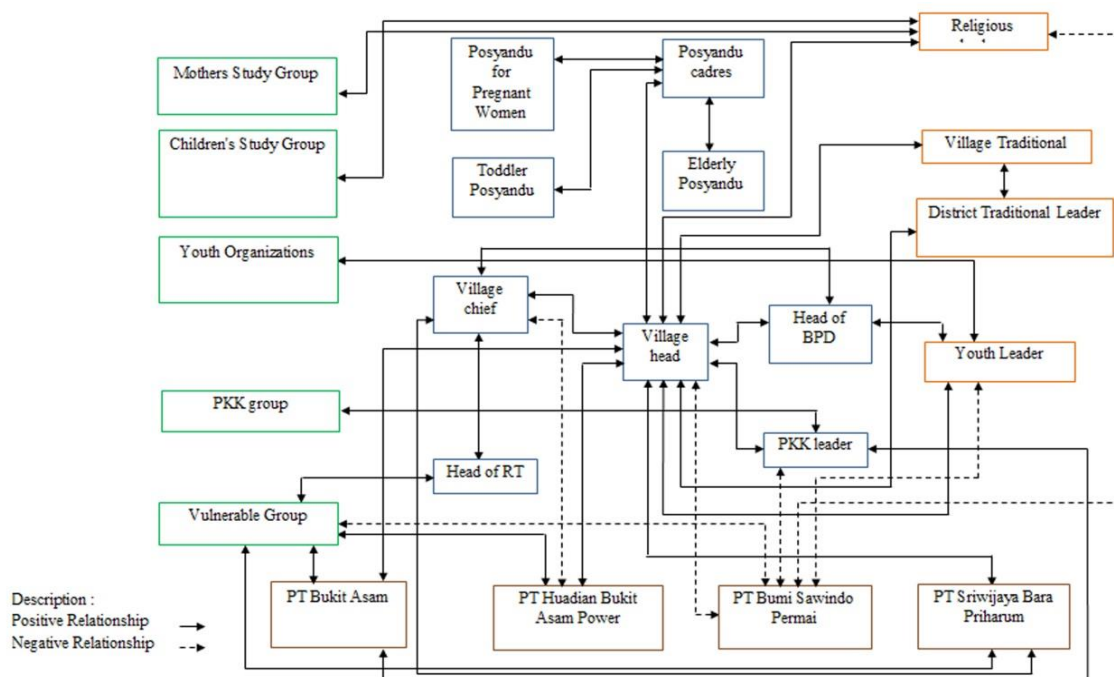 Religious
Posyandu
for
Pregnant
Women
Posyandu
cadres
Mothers Study Group
Children's Study Group
Village Traditional
Toddler
Posyandu
Elderly
Posyandu
District Traditional Leader
Youth Organizations
Village
chief
Head of
BPD
Village
head
Youth Leader
PKK group
PKK leader
Head of RT
Vulnerable Group
PT Bukit Asam
PT Huadian Bukit
Asam Power
PT Bumi Sawindo
Permai
PT Sriwijaya Bara
Priharum
Description :
Positive Relationship
Negative Relationship